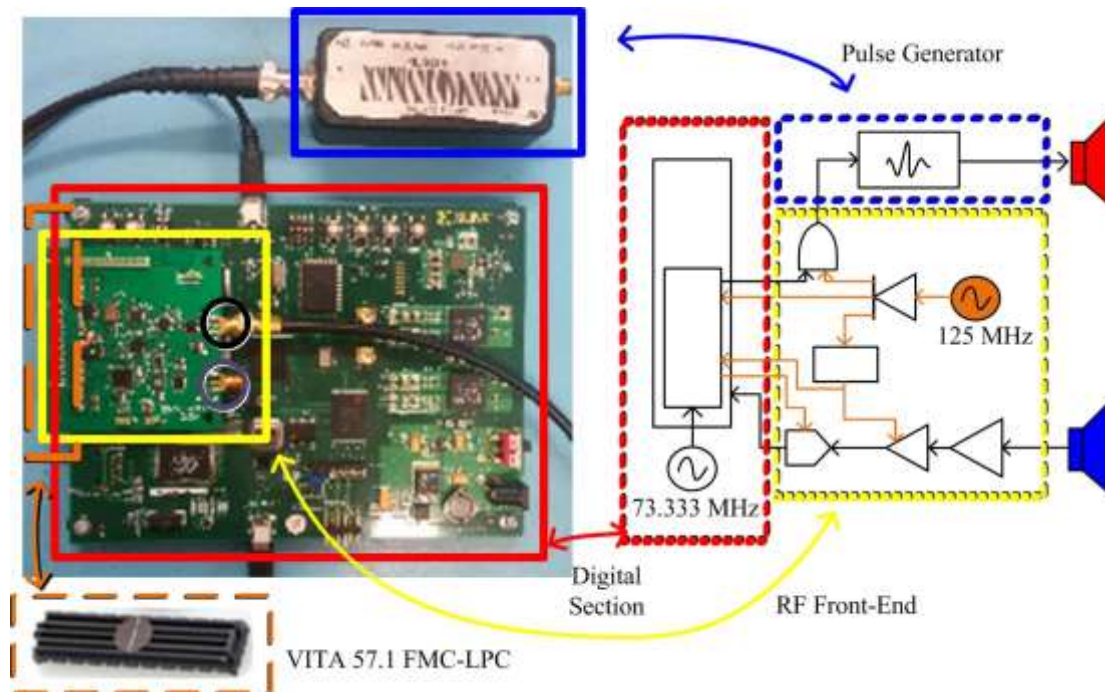 Pulse Generator
125 MHz
73.333 MHz
Digital
Section
RF Front-End
VITA 57.1 FMC-LPC